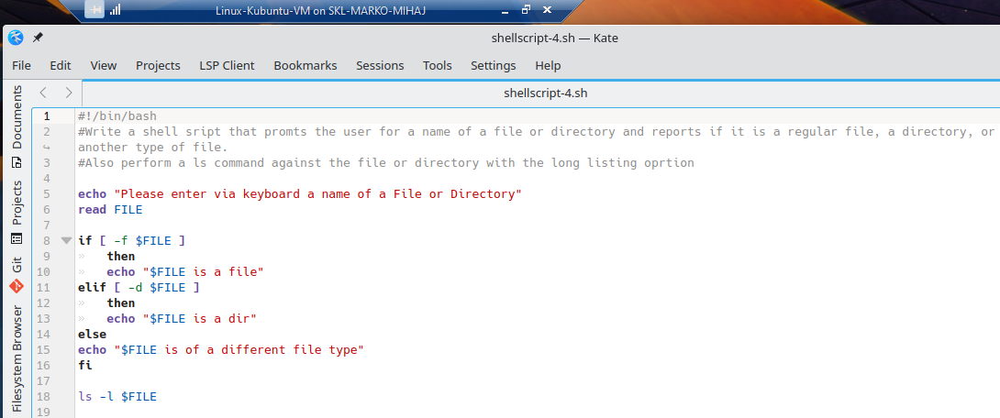 Linux-Kubuntu-VM on SKL-MARKO-MIHAJ
shellscript-4.sh — Kate
File Edit View Projects LSP Client Bookmarks Sessions Tools Settings Help
shellscript-4.sh
Documents
Projects
Git
Filesystem Browser
1 #!/bin/bash
2 #Write a shell sript that promts the user for a name of a file or directory and reports if it is a regular file, a directory, or
another type of file.
3 #Also perform a ls command against the file or directory with the long listing oprtion
4
5 echo "Please enter via keyboard a name of a File or Directory"
6 read FILE
7
8 if [ -f $FILE ]
9 » then
10 » echo "$FILE is a file"
11 elif [ -d $FILE ]
12 » then
13 » echo "$FILE is a dir"
14 else
15 echo "$FILE is of a different file type"
16 fi
17
18 ls -l $FILE
19